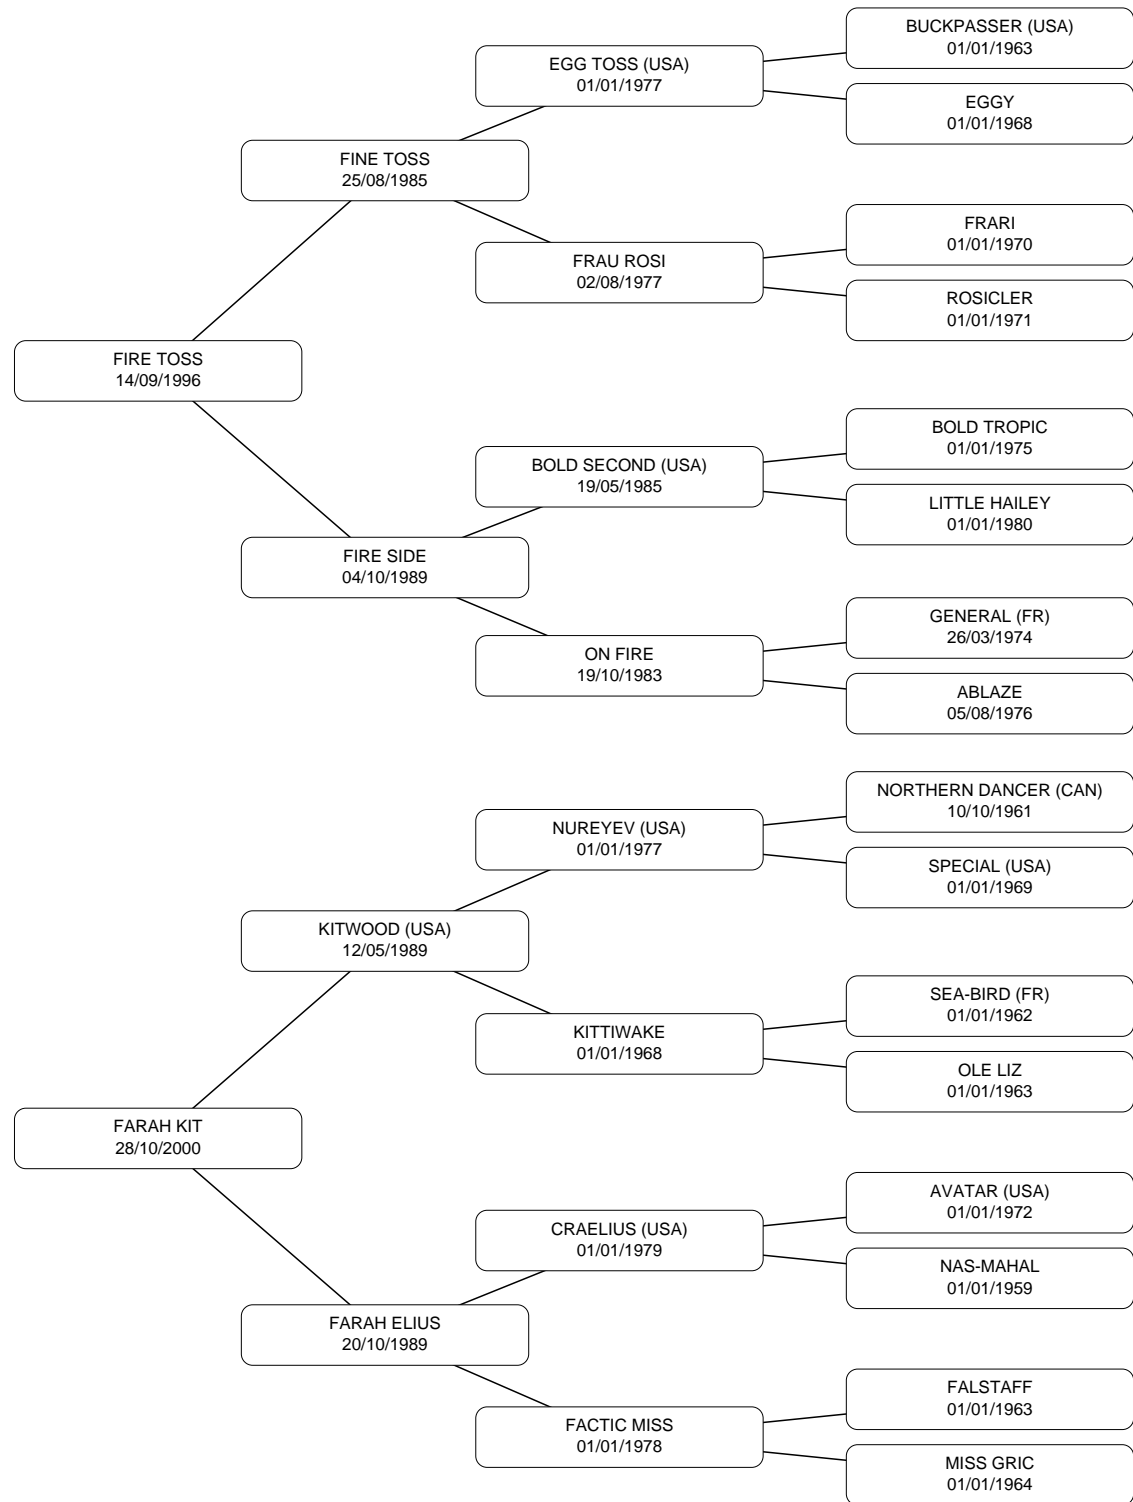 BUCKPASSER (USA)
01/01/1963
EGG TOSS (USA)
01/01/1977
EGGY
01/01/1968
FINE TOSS
25/08/1985
FRARI
01/01/1970
FRAU ROSI
02/08/1977
ROSICLER
01/01/1971
FIRE TOSS
14/09/1996
BOLD TROPIC
01/01/1975
BOLD SECOND (USA)
19/05/1985
LITTLE HAILEY
01/01/1980
FIRE SIDE
04/10/1989
GENERAL (FR)
26/03/1974
ON FIRE
19/10/1983
ABLAZE
05/08/1976
NORTHERN DANCER (CAN)
10/10/1961
NUREYEV (USA)
01/01/1977
SPECIAL (USA)
01/01/1969
KITWOOD (USA)
12/05/1989
SEA-BIRD (FR)
01/01/1962
KITTIWAKE
01/01/1968
OLE LIZ
01/01/1963
FARAH KIT
28/10/2000
AVATAR (USA)
01/01/1972
CRAELIUS (USA)
01/01/1979
NAS-MAHAL
01/01/1959
FARAH ELIUS
20/10/1989
FALSTAFF
01/01/1963
FACTIC MISS
01/01/1978
MISS GRIC
01/01/1964